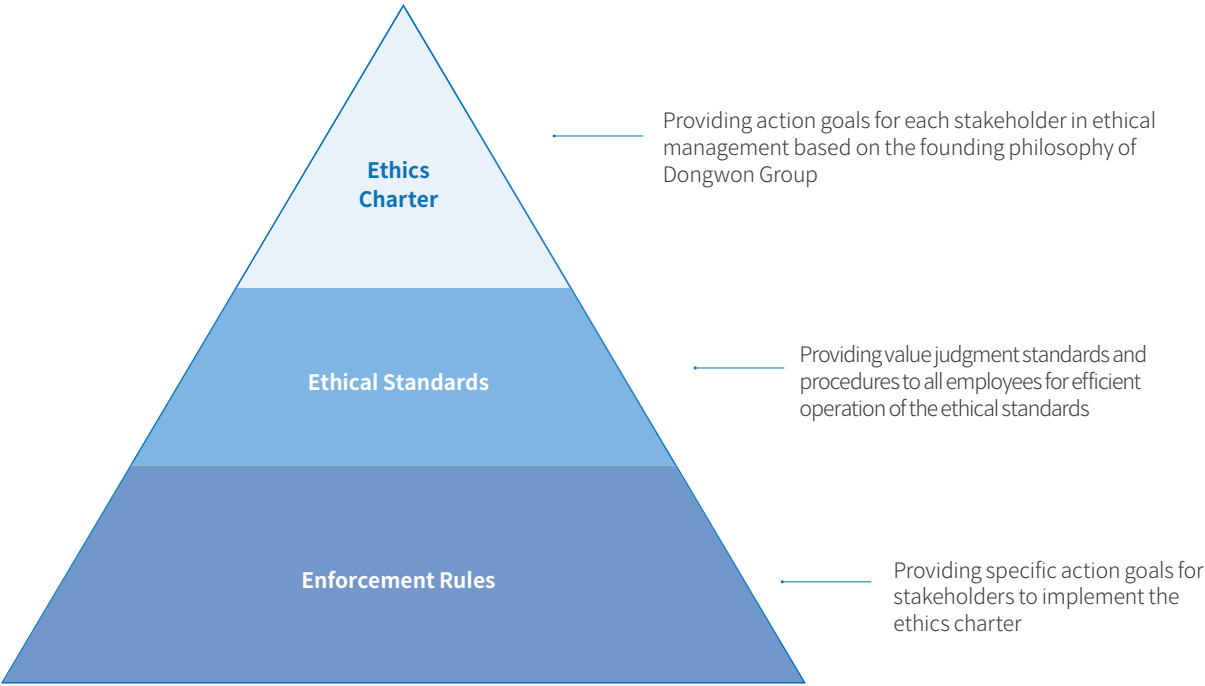 Ethics
Charter
Providing action goals for each stakeholder in ethical
management based on the founding philosophy of
Dongwon Group
Ethical Standards
Providing value judgment standards and
procedures to all employees for efficient
operation of the ethical standards
Enforcement Rules
Providing specific action goals for
stakeholders to implement the
ethics charter